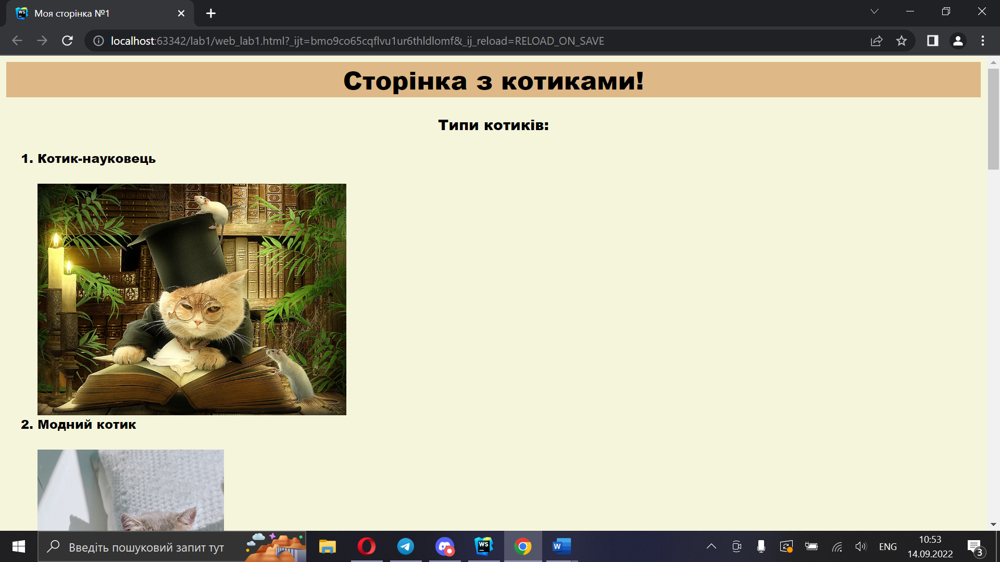 Моя сторінка №1
localhost:63342/lab1/web_lab1.html?_ijt=bmo9co65cqflvu1ur6thldlomf&_ij_reload=RELOAD_ON_SAVE
Сторінка з котиками!
Типи котиків:
1. Котик-науковець
2. Модний котик
Введіть пошуковий запит тут
WS
W
ENG
10:53
14.09.2022
3